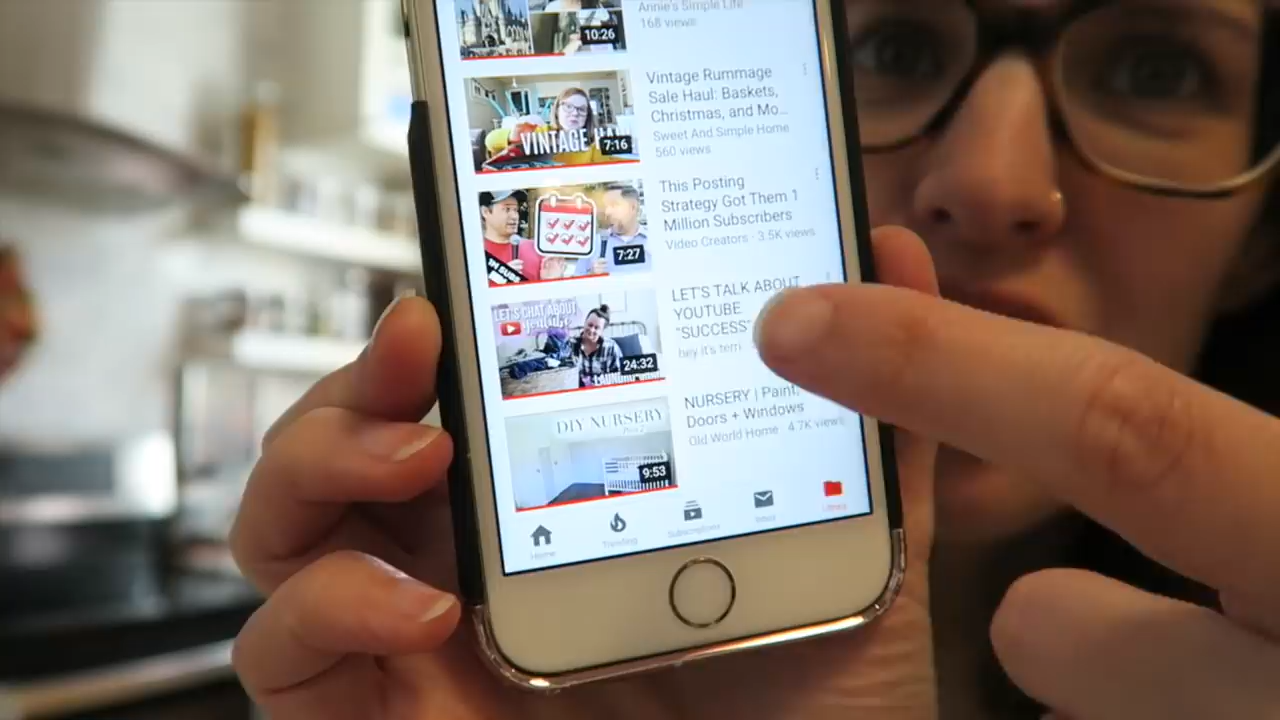 Annie's Simple Life
168 views
10:26
Vintage Rummage
Sale Haul: Baskets,
Christmas, and Mo...
Sweet And Simple Home
560 views
VINTAGE HA
7:16
This Posting
Strategy Got Them 1
Million Subscribers
Video Creators · 3.5K views
7:27
LET'S TALK ABOUT
YOUTUBE
"SUCCESS"
hey it's terri
LET'S CHAT ABOUT
youtube
24:32
NURSERY | Paint,
Doors + Windows
Old World Home · 4.7K views
DIY NURSERY
9:53
Home
Trending
Subscriptions
Inbox
Library